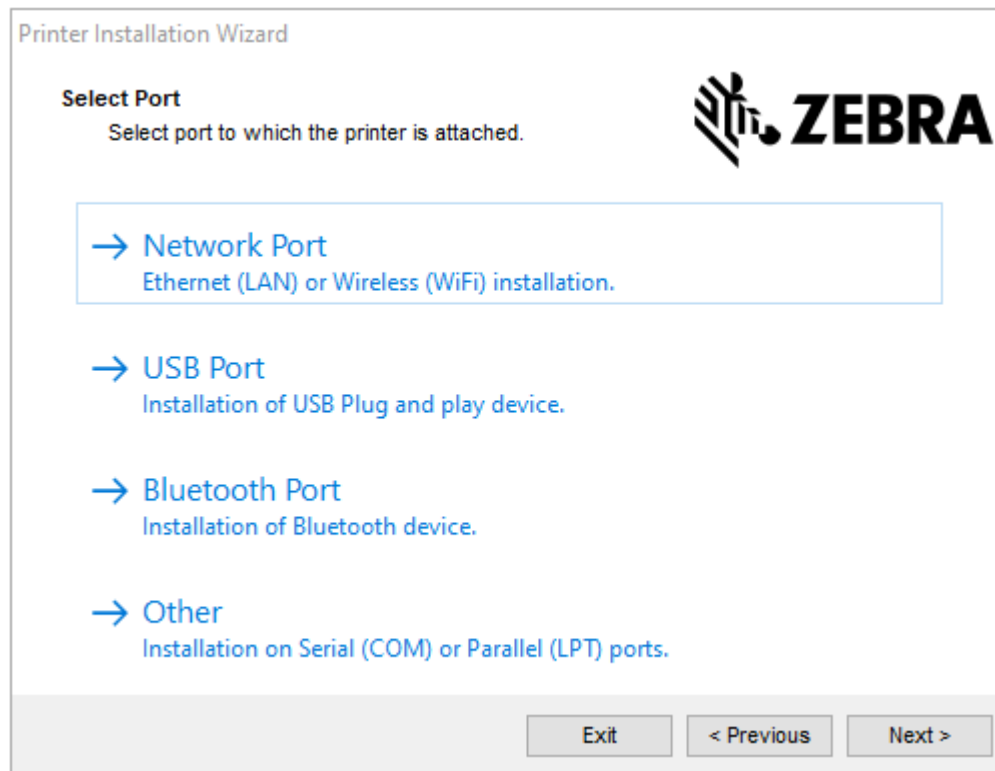 Printer Installation Wizard
Select Port
Select port to which the printer is attached.
ZEBRA
Network Port
Ethernet (LAN) or Wireless (WiFi) installation.
USB Port
Installation of USB Plug and play device.
Bluetooth Port
Installation of Bluetooth device.
Other
Installation on Serial (COM) or Parallel (LPT) ports.
Exit
< Previous
Next >